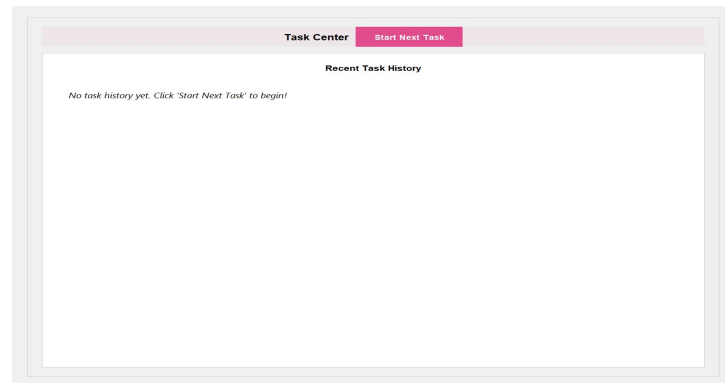 Task Center
Start Next Task
Recent Task History
No task history yet. Click 'Start Next Task' to begin!